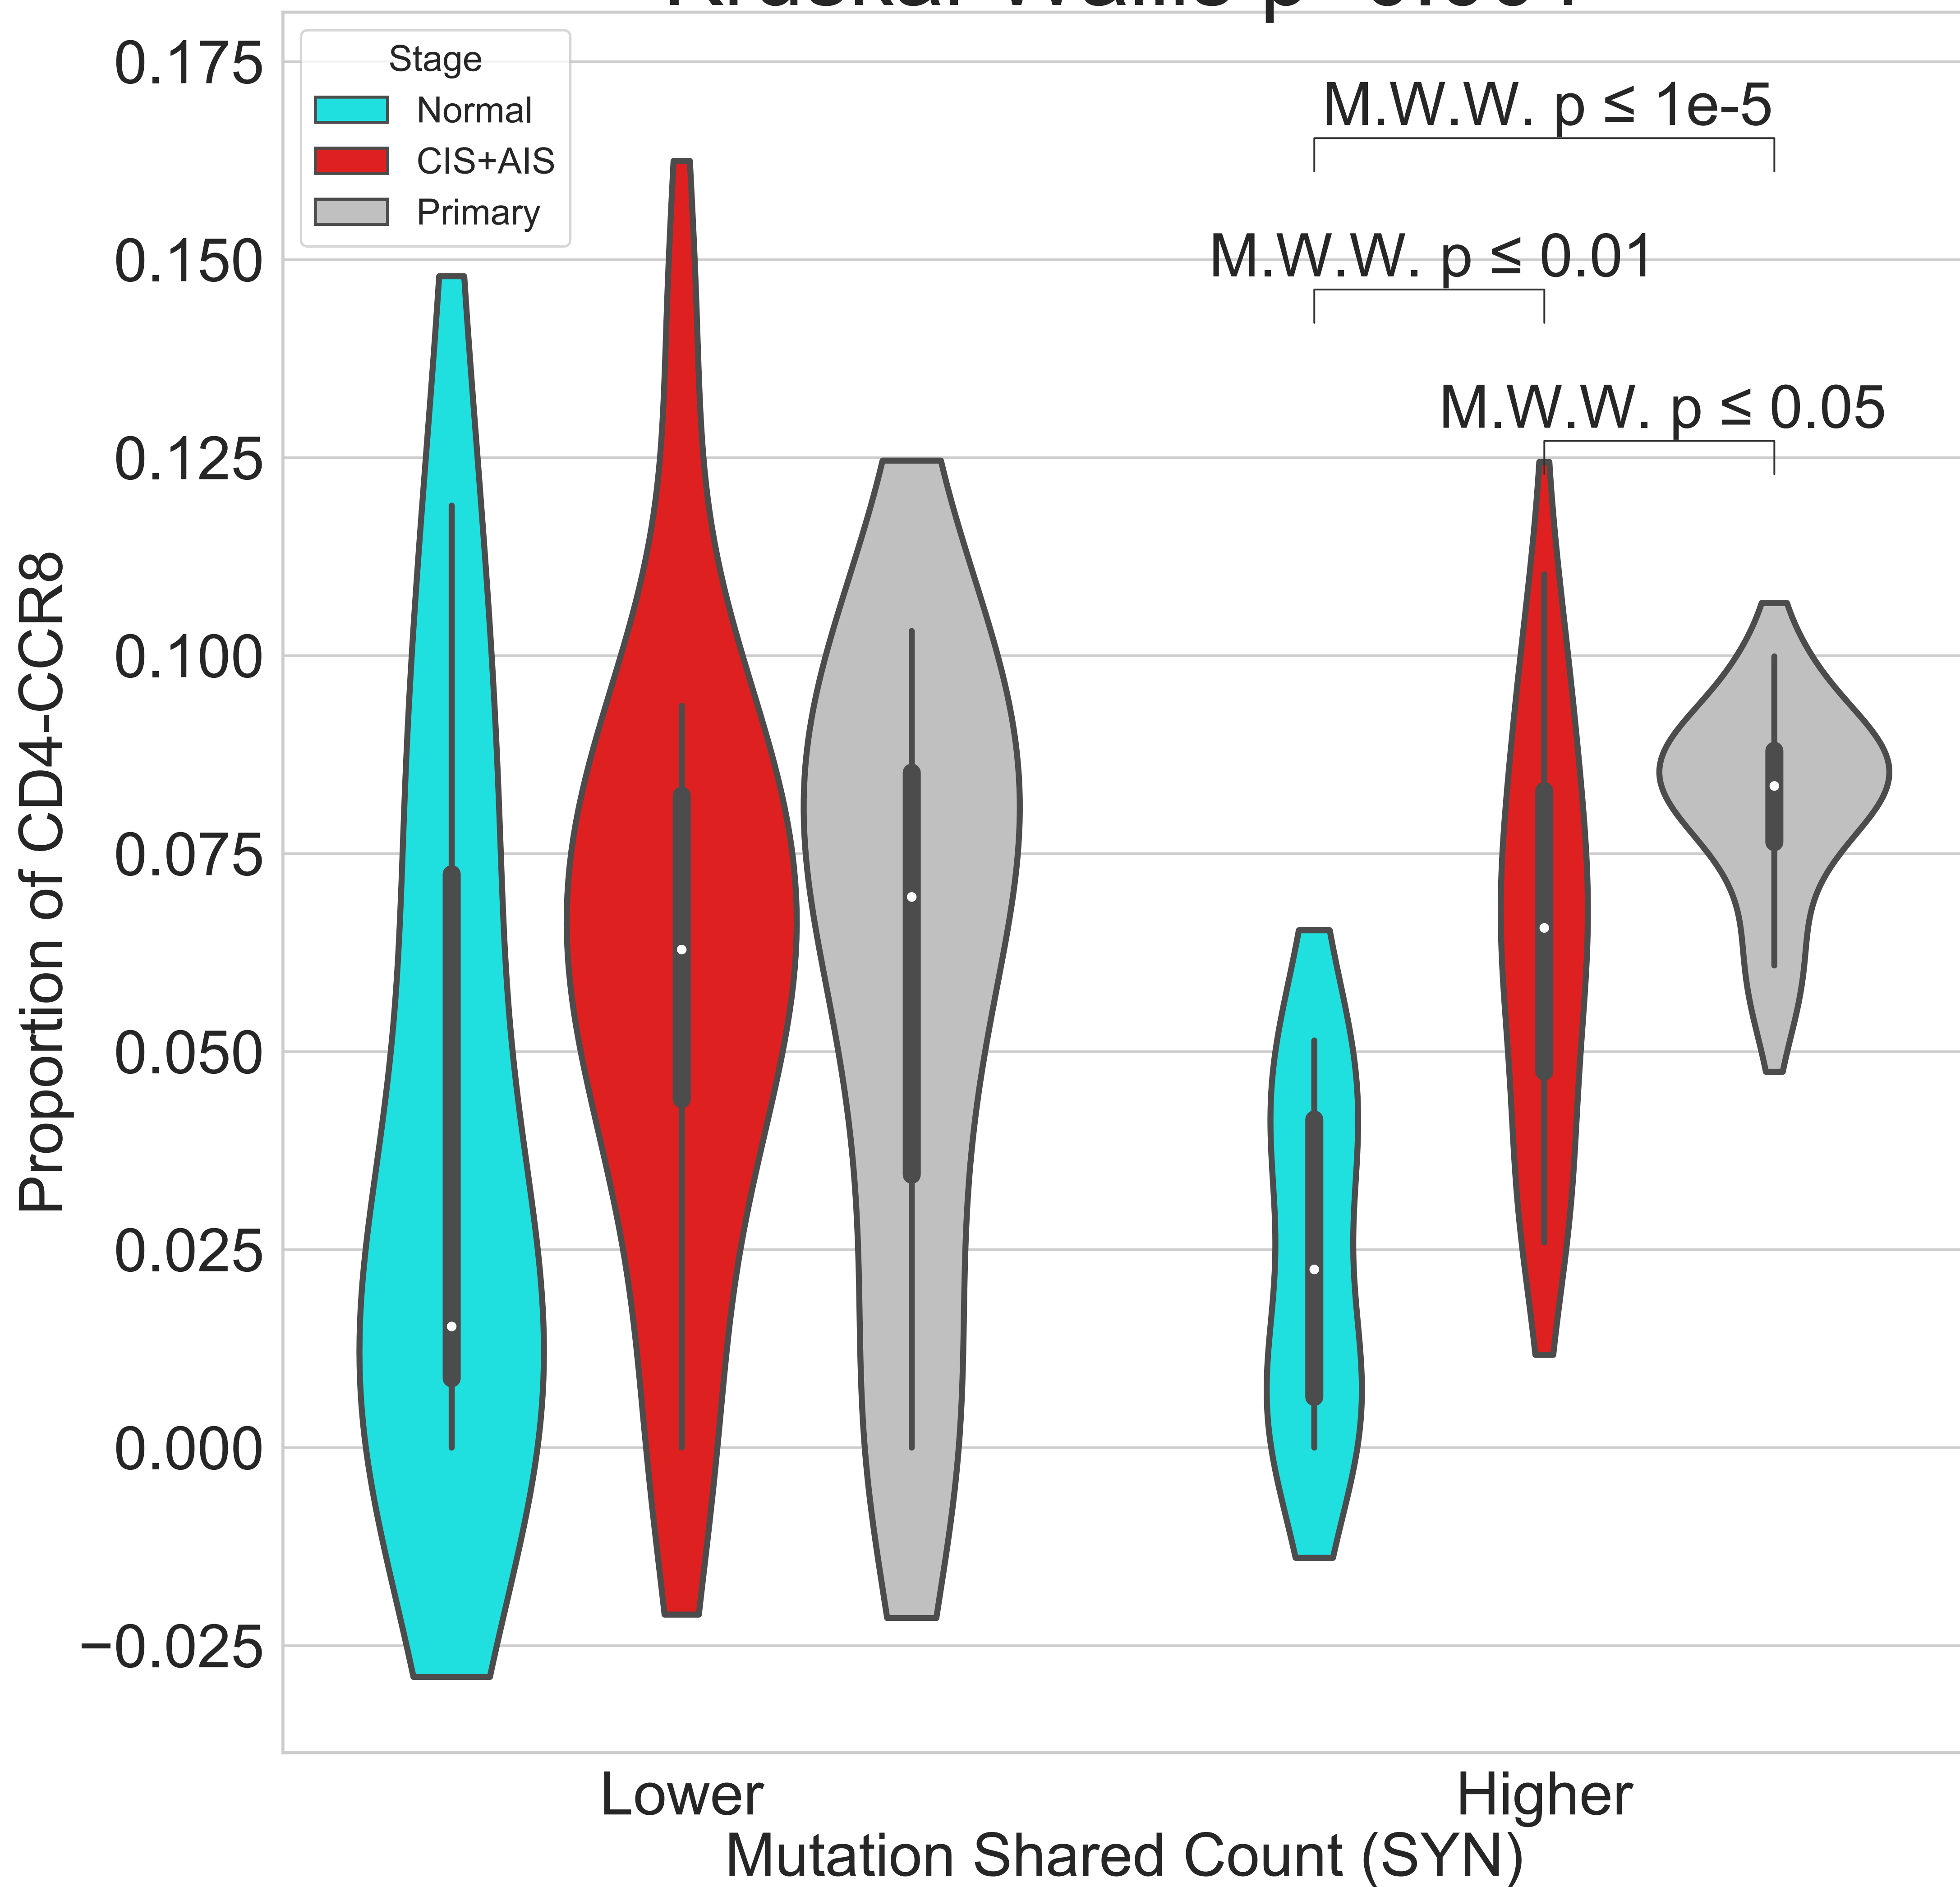 Stage
Normal
CIS+AIS
Primary
M.W.W. p ≤ 1e-5
M.W.W. p ≤ 0.01
M.W.W. p ≤ 0.05
0.175
0.150
0.125
0.100
0.075
0.050
0.025
0.000
−0.025
Proportion of CD4-CCR8
Lower
Higher
Mutation Shared Count (SYN)